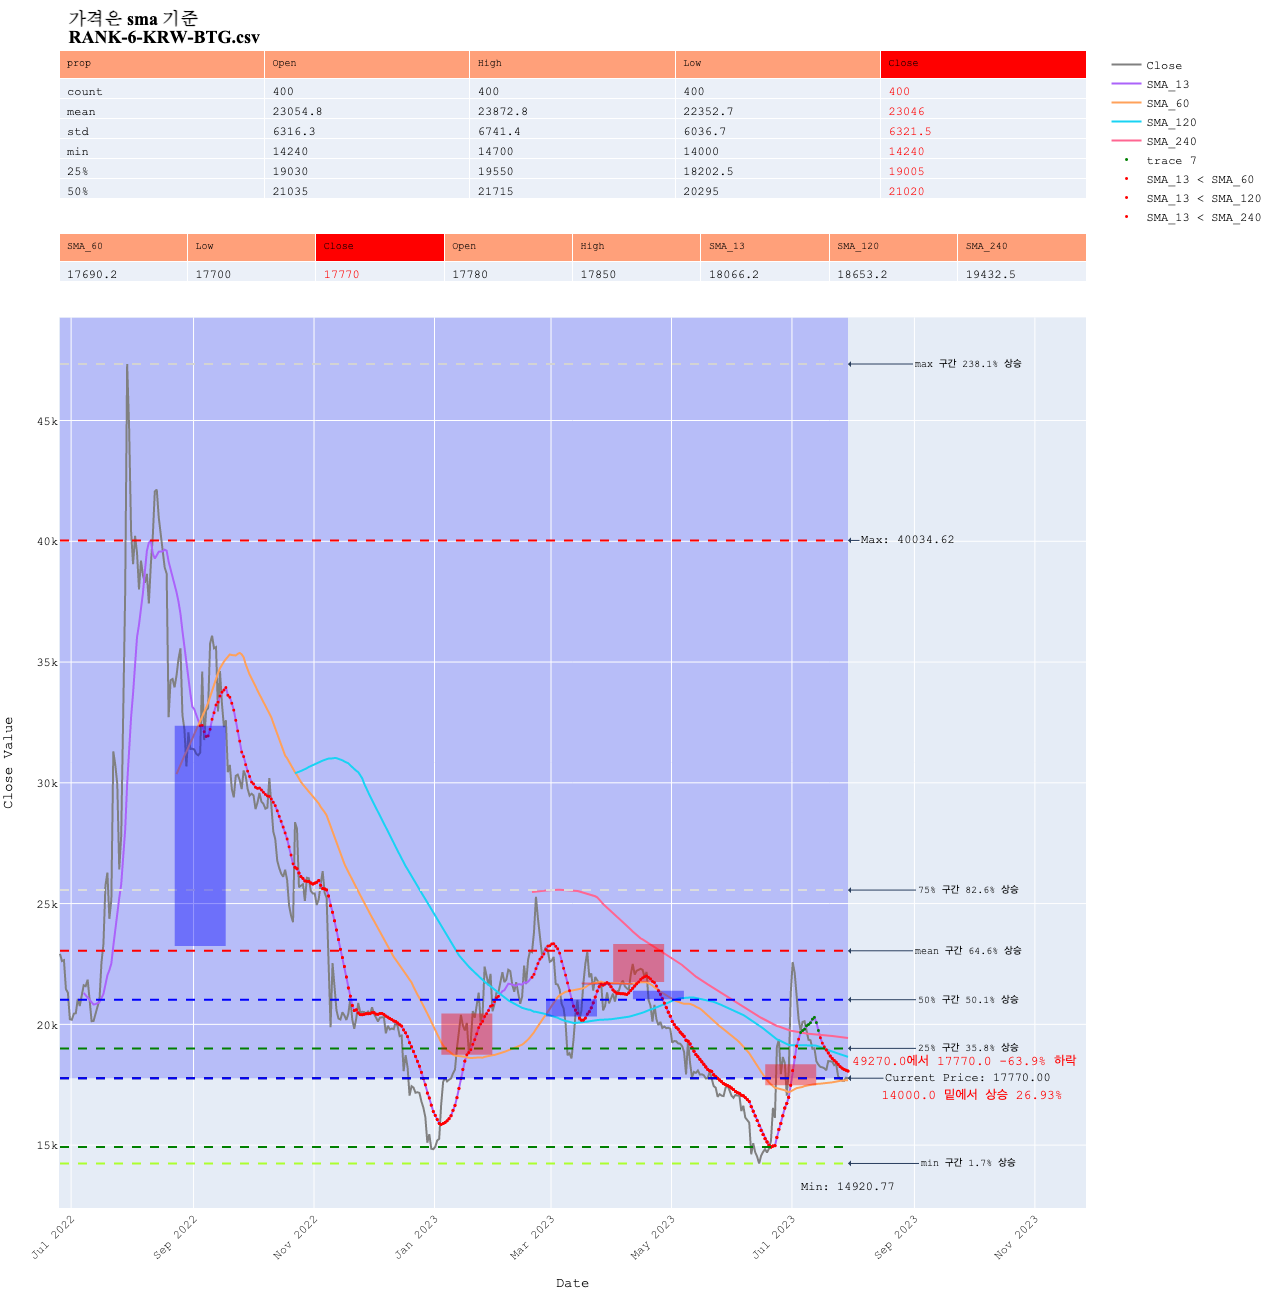 가격은 sma 기준
RANK-6-KRW-BTG.csv
prop Open High Low Close
count 400 400 400 400
mean 23054.8 23872.8 22352.7 23046
std 6316.3 6741.4 6036.7 6321.5
min 14240 14700 14000 14240
25% 19030 19550 18202.5 19005
50% 21035 21715 20295 21020
Close
SMA_13
SMA_60
SMA_120
SMA_240
trace 7
SMA_13 < SMA_60
SMA_13 < SMA_120
SMA_13 < SMA_240
SMA_60 Low Close Open High SMA_13 SMA_120 SMA_240
17690.2 17700 17770 17780 17850 18066.2 18653.2 19432.5
max 구간 238.1% 상승
45k
40k
Max: 40034.62
35k
30k
75% 구간 82.6% 상승
25k
mean 구간 64.6% 상승
50% 구간 50.1% 상승
20k
25% 구간 35.8% 상승
49270.0에서 17770.0 -63.9% 하락
Current Price: 17770.00
14000.0 밑에서 상승 26.93%
15k
min 구간 1.7% 상승
Min: 14920.77
Close Value
Jul 2022 Sep 2022 Nov 2022 Jan 2023 Mar 2023 May 2023 Jul 2023 Sep 2023 Nov 2023
Date